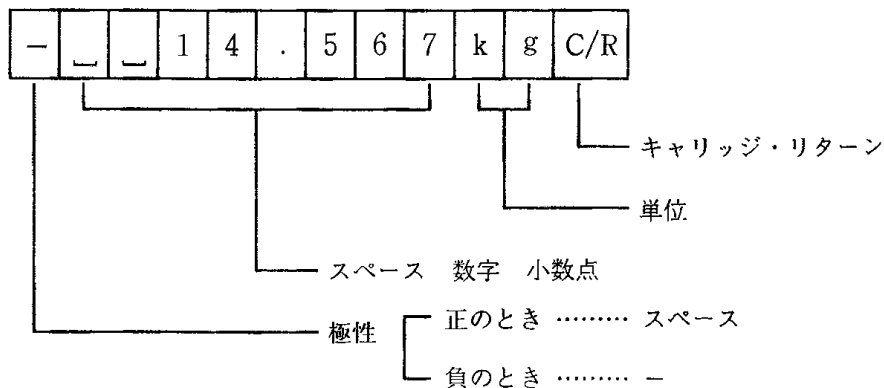 − ␣ ␣ 1 4 . 5 6 7 k g C/R
キャリッジ・リターン
単位
スペース 数字 小数点
極性
正のとき ……… スペース
負のとき ……… −